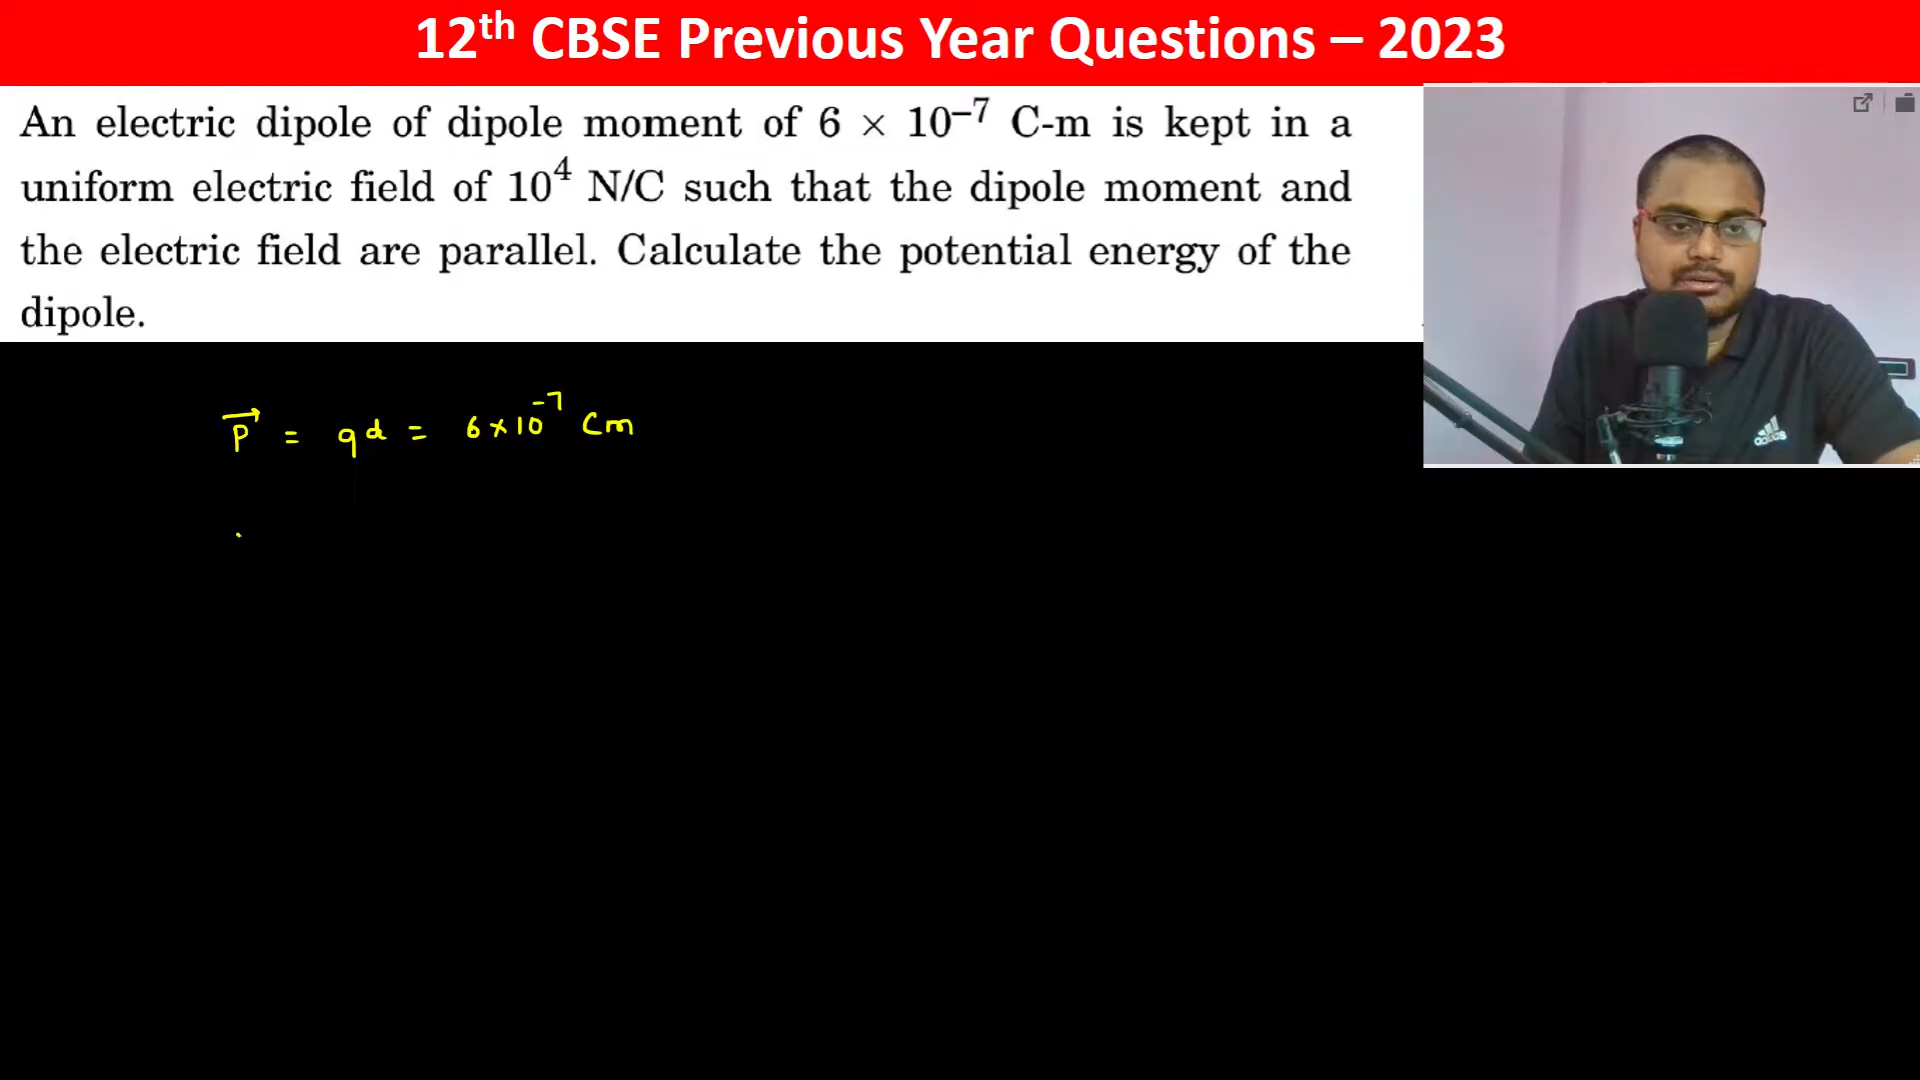 12th CBSE Previous Year Questions – 2023
An electric dipole of dipole moment of 6 × 10⁻⁷ C-m is kept in a
uniform electric field of 10⁴ N/C such that the dipole moment and
the electric field are parallel. Calculate the potential energy of the
dipole.
P⃗ = qd = 6×10⁻⁷ Cm
adidas